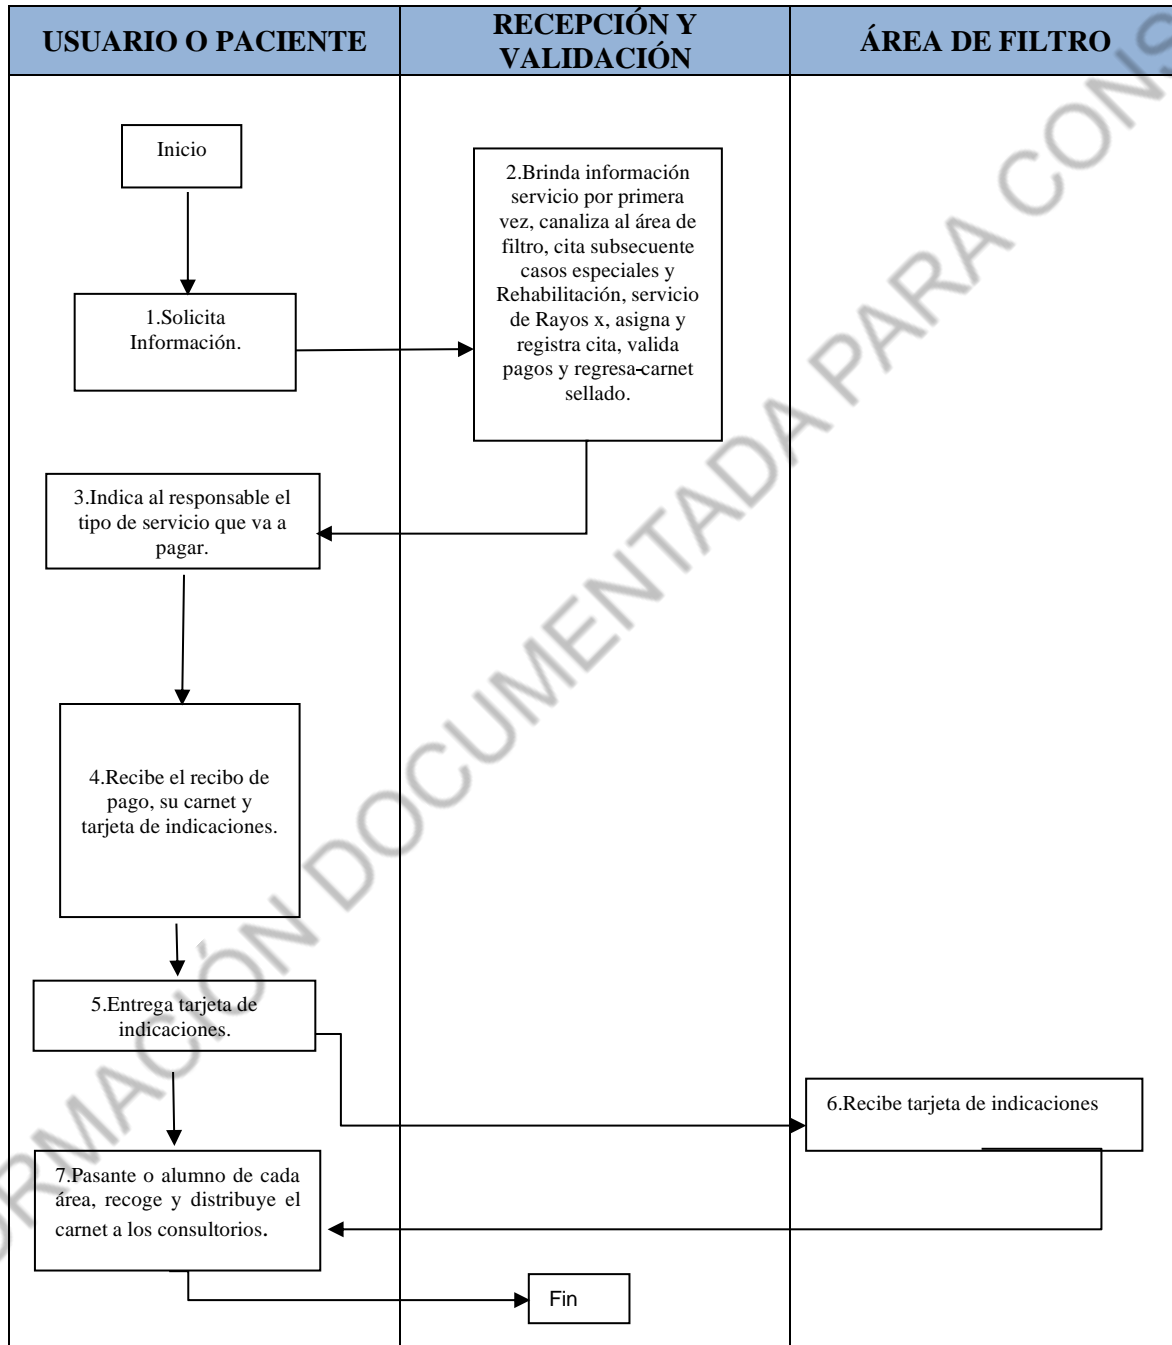 USUARIO O PACIENTE
RECEPCIÓN Y
VALIDACIÓN
ÁREA DE FILTRO
Inicio
1.Solicita
Información.
2.Brinda información
servicio por primera
vez, canaliza al área de
filtro, cita subsecuente
casos especiales y
Rehabilitación, servicio
de Rayos x, asigna y
registra cita, valida
pagos y regresa-carnet
sellado.
3.Indica al responsable el
tipo de servicio que va a
pagar.
4.Recibe el recibo de
pago, su carnet y
tarjeta de indicaciones.
5.Entrega tarjeta de
indicaciones.
6.Recibe tarjeta de indicaciones
7.Pasante o alumno de cada
área, recoge y distribuye el
carnet a los consultorios.
Fin
ORMACIÓN DOCUMENTADA PARA CONS